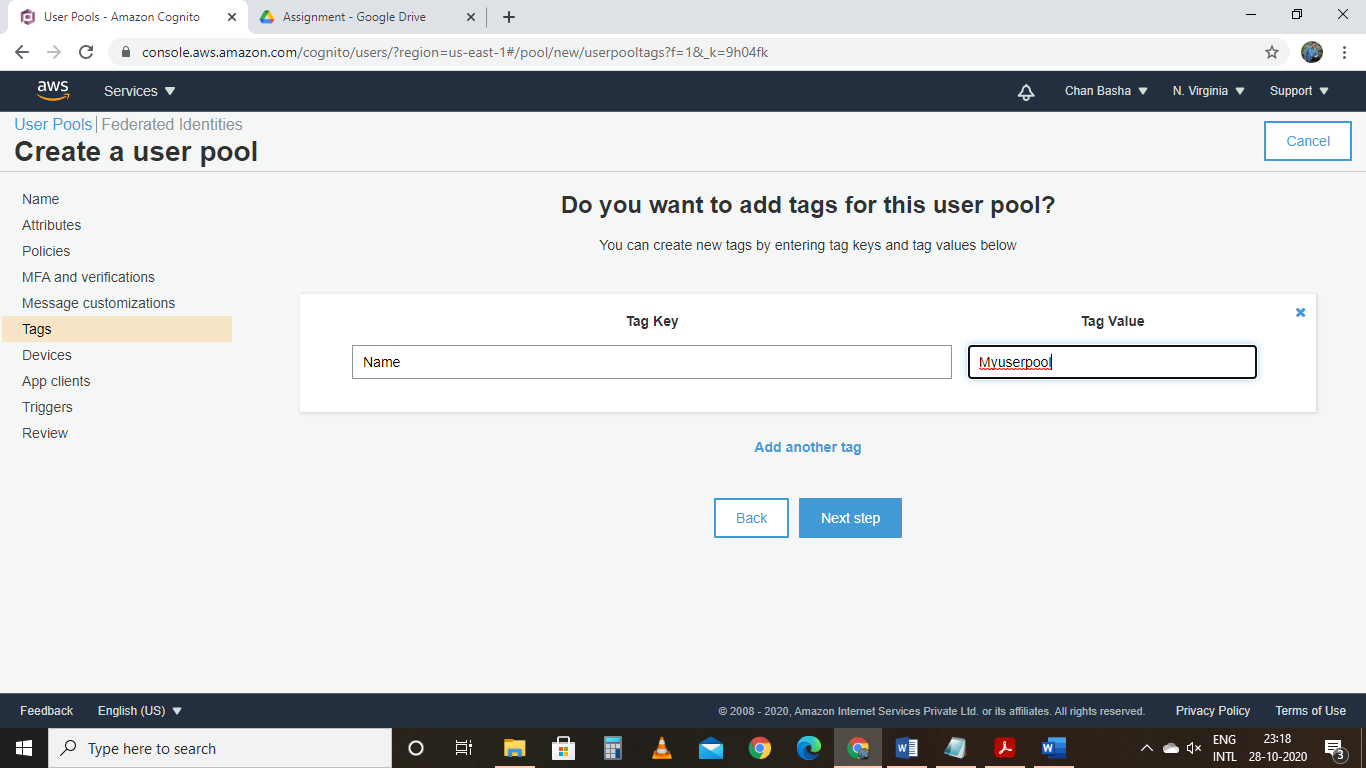 User Pools - Amazon Cognito
Assignment - Google Drive
console.aws.amazon.com/cognito/users/?region=us-east-1#/pool/new/userpooltags?f=1&_k=9h04fk
aws Services Chan Basha N. Virginia Support
User Pools Federated Identities
Create a user pool
Cancel
Name
Attributes
Policies
MFA and verifications
Message customizations
Tags
Devices
App clients
Triggers
Review
Do you want to add tags for this user pool?
You can create new tags by entering tag keys and tag values below
Tag Key Tag Value
Name Myuserpool
Add another tag
Back Next step
Feedback English (US) © 2008 - 2020, Amazon Internet Services Private Ltd. or its affiliates. All rights reserved. Privacy Policy Terms of Use
Type here to search
ENG
INTL
23:18
28-10-2020
3